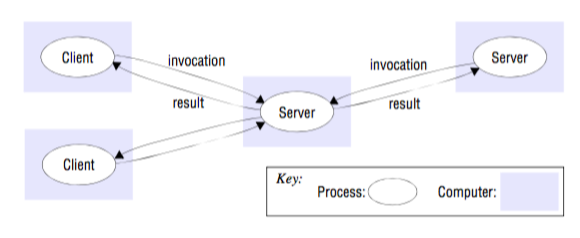 Client
invocation
result
Server
invocation
result
Server
Client
Key:
Process:
Computer: